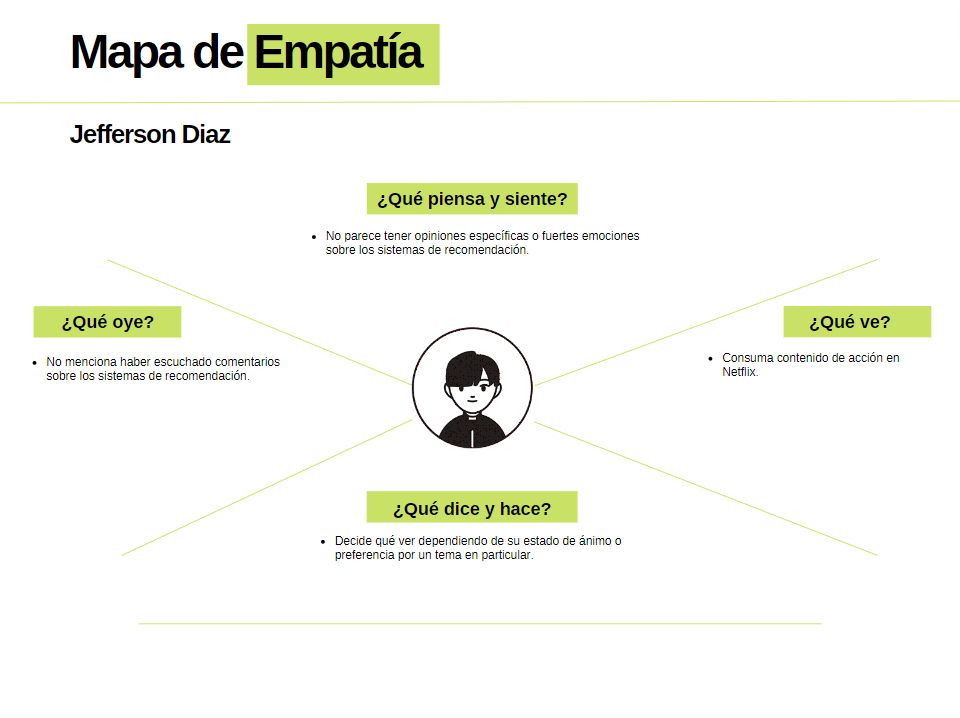 Mapa de Empatía
Jefferson Diaz
¿Qué piensa y siente?
• No parece tener opiniones específicas o fuertes emociones
sobre los sistemas de recomendación.
¿Qué oye?
• No menciona haber escuchado comentarios
sobre los sistemas de recomendación.
¿Qué ve?
• Consuma contenido de acción en
Netflix.
¿Qué dice y hace?
• Decide qué ver dependiendo de su estado de ánimo o
preferencia por un tema en particular.